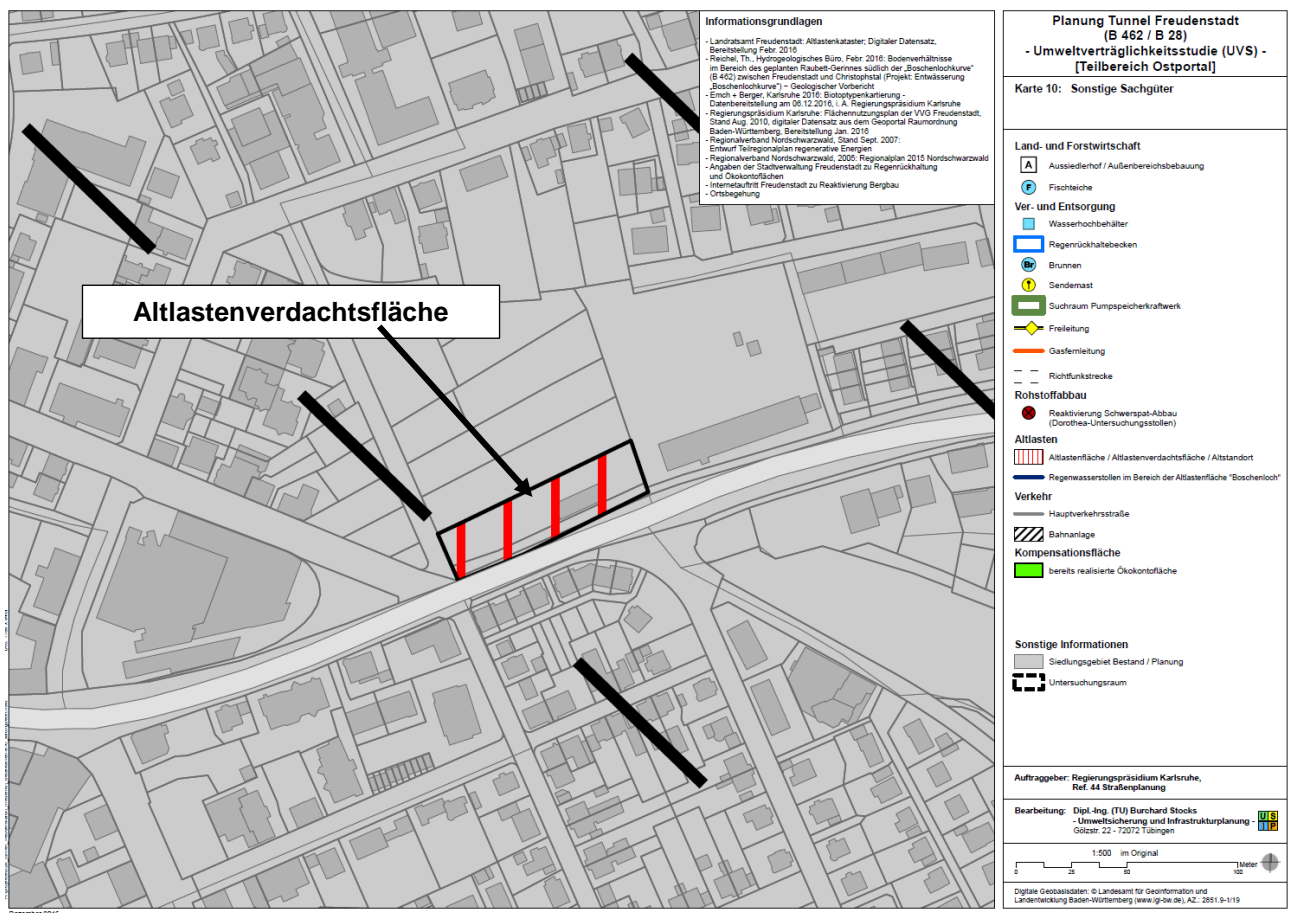 Informationsgrundlagen
- Landratsamt Freudenstadt: Altlastenkataster; Digitaler Datensatz,
Bereitstellung Febr. 2016
- Reichel, Th., Hydrogeologisches Büro, Febr. 2016: Bodenverhältnisse
im Bereich des geplanten Raubett-Gerinnes südlich der „Boschenlochkurve"
(B 462) zwischen Freudenstadt und Christophstal (Projekt: Entwässerung
„Boschenlochkurve") – Geologischer Vorbericht
- Emch + Berger, Karlsruhe 2016: Biotoptypenkartierung -
Datenbereitstellung am 06.12.2016, i. A. Regierungspräsidium Karlsruhe
- Regierungspräsidium Karlsruhe: Flächennutzungsplan der VVG Freudenstadt,
Stand Aug. 2010, digitaler Datensatz aus dem Geoportal Raumordnung
Baden-Württemberg, Bereitstellung Jan. 2016
- Regionalverband Nordschwarzwald, Stand Sept. 2007:
Entwurf Teilregionalplan regenerative Energien
- Regionalverband Nordschwarzwald, 2005: Regionalplan 2015 Nordschwarzwald
- Angaben der Stadtverwaltung Freudenstadt zu Regenrückhaltung
und Ökokontoflächen
- Internetauftritt Freudenstadt zu Reaktivierung Bergbau
- Ortsbegehung
Altlastenverdachtsfläche
Planung Tunnel Freudenstadt
(B 462 / B 28)
- Umweltverträglichkeitsstudie (UVS) -
[Teilbereich Ostportal]
Karte 10: Sonstige Sachgüter
Land- und Forstwirtschaft
A Aussiedlerhof / Außenbereichsbebauung
F Fischteiche
Ver- und Entsorgung
Wasserhochbehälter
Regenrückhaltebecken
Br Brunnen
Sendemast
Suchraum Pumpspeicherkraftwerk
Freileitung
Gasfernleitung
Richtfunkstrecke
Rohstoffabbau
Reaktivierung Schwerspat-Abbau
(Dorothea-Untersuchungsstollen)
Altlasten
Altlastenfläche / Altlastenverdachtsfläche / Altstandort
Regenwasserstollen im Bereich der Altlastenfläche "Boschenloch"
Verkehr
Hauptverkehrsstraße
Bahnanlage
Kompensationsfläche
bereits realisierte Ökokontofläche
Sonstige Informationen
Siedlungsgebiet Bestand / Planung
Untersuchungsraum
Auftraggeber: Regierungspräsidium Karlsruhe,
Ref. 44 Straßenplanung
Bearbeitung: Dipl.-Ing. (TU) Burchard Stocks
- Umweltsicherung und Infrastrukturplanung -
Gölzstr. 22 - 72072 Tübingen
U S
I P
1:500 im Original
0 25 50 100 Meter
Digitale Geobasisdaten: © Landesamt für Geoinformation und
Landentwicklung Baden-Württemberg (www.lgl-bw.de), AZ.: 2851.9-1/19